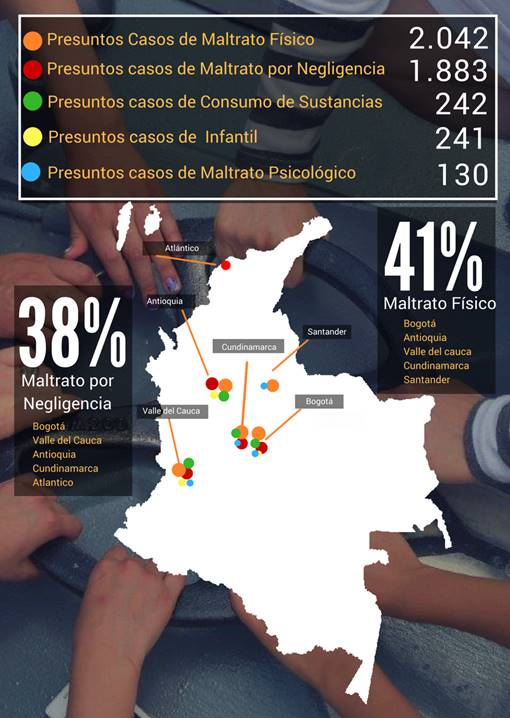 Presuntos Casos de Maltrato Físico 2.042
Presuntos casos de Maltrato por Negligencia 1.883
Presuntos casos de Consumo de Sustancias 242
Presuntos casos de Infantil 241
Presuntos casos de Maltrato Psicológico 130
41%
Maltrato Físico
Bogotá
Antioquia
Valle del cauca
Cundinamarca
Santander
38%
Maltrato por
Negligencia
Bogotá
Valle del Cauca
Antioquia
Cundinamarca
Atlantico
Atlántico
Antioquia
Santander
Cundinamarca
Bogotá
Valle del Cauca